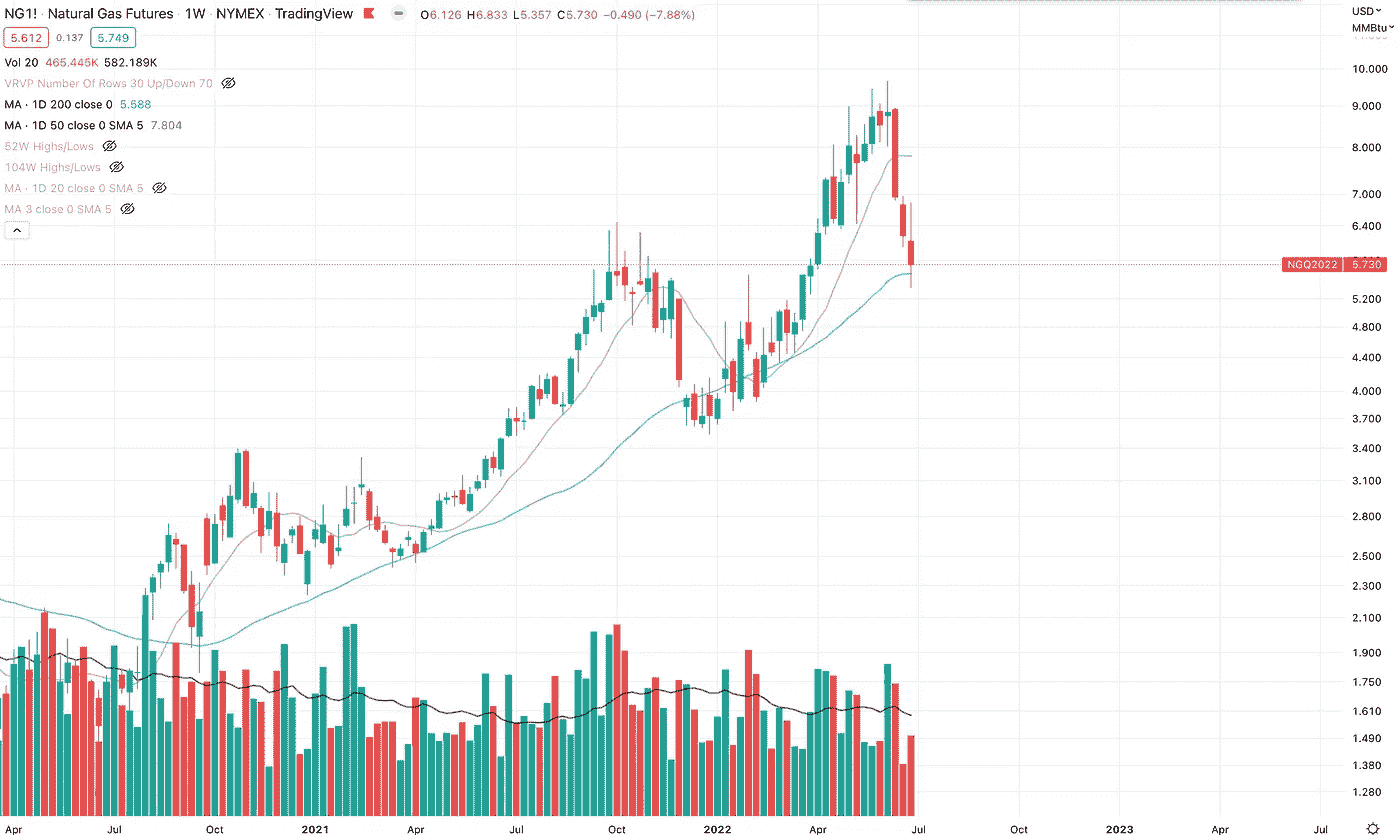 NG1! · Natural Gas Futures · 1W · NYMEX · TradingView O6.126 H6.833 L5.357 C5.730 −0.490 (−7.88%)
USD
MMBtu
5.612 0.137 5.749
Vol 20 465.445K 582.189K
VRVP Number Of Rows 30 Up/Down 70
MA · 1D 200 close 0 5.588
MA · 1D 50 close 0 SMA 5 7.804
52W Highs/Lows
104W Highs/Lows
MA · 1D 20 close 0 SMA 5
MA 3 close 0 SMA 5
10.000
9.000
8.000
7.000
6.400
NGQ2022 5.730
5.200
4.800
4.400
4.000
3.700
3.400
3.100
2.800
2.500
2.300
2.100
1.900
1.750
1.610
1.490
1.380
1.280
Apr Jul Oct 2021 Apr Jul Oct 2022 Apr Jul Oct 2023 Apr Jul